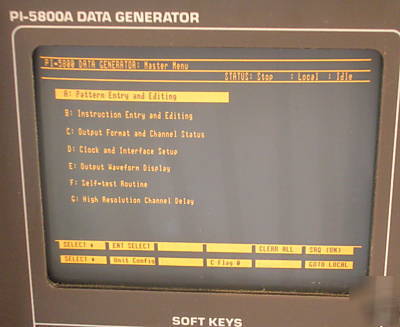 PI-5800A DATA GENERATOR
PI-5800 DATA GENERATOR: Master Menu
STATUS: Stop : Local : Idle
A: Pattern Entry and Editing
B: Instruction Entry and Editing
C: Output Format and Channel Status
D: Clock and Interface Setup
E: Output Waveform Display
F: Self-test Routine
G: High Resolution Channel Delay
SELECT ENT SELECT CLEAR ALL SRQ (UK)
SELECT Unit Config C Flag 0 GOTO LOCAL
SOFT KEYS